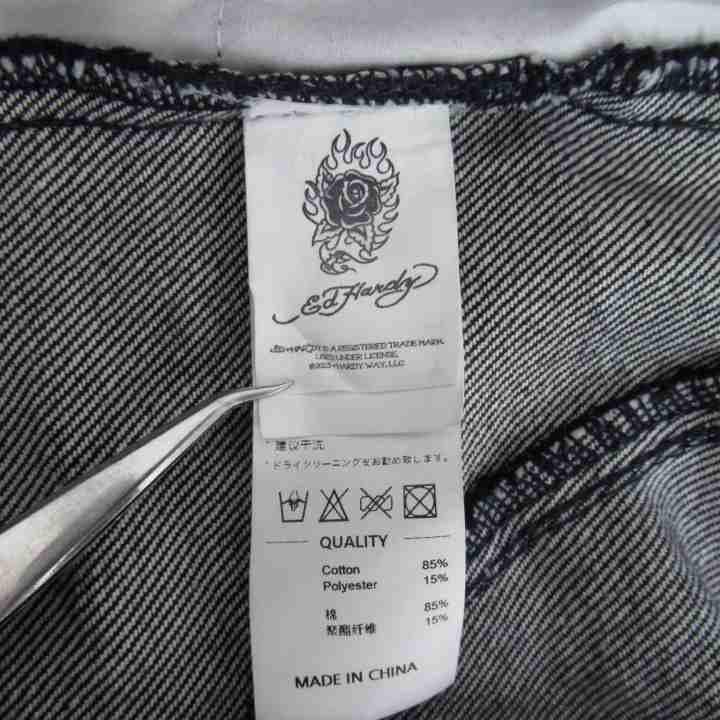 Ed Hardy
ED HARDY IS A REGISTERED TRADE MARK
USED UNDER LICENSE.
©2023 HARDY WAY, LLC
*建议干洗
*ドライクリーニングをお勧め致します。
QUALITY
Cotton 85%
Polyester 15%
棉 85%
聚酯纤维 15%
MADE IN CHINA